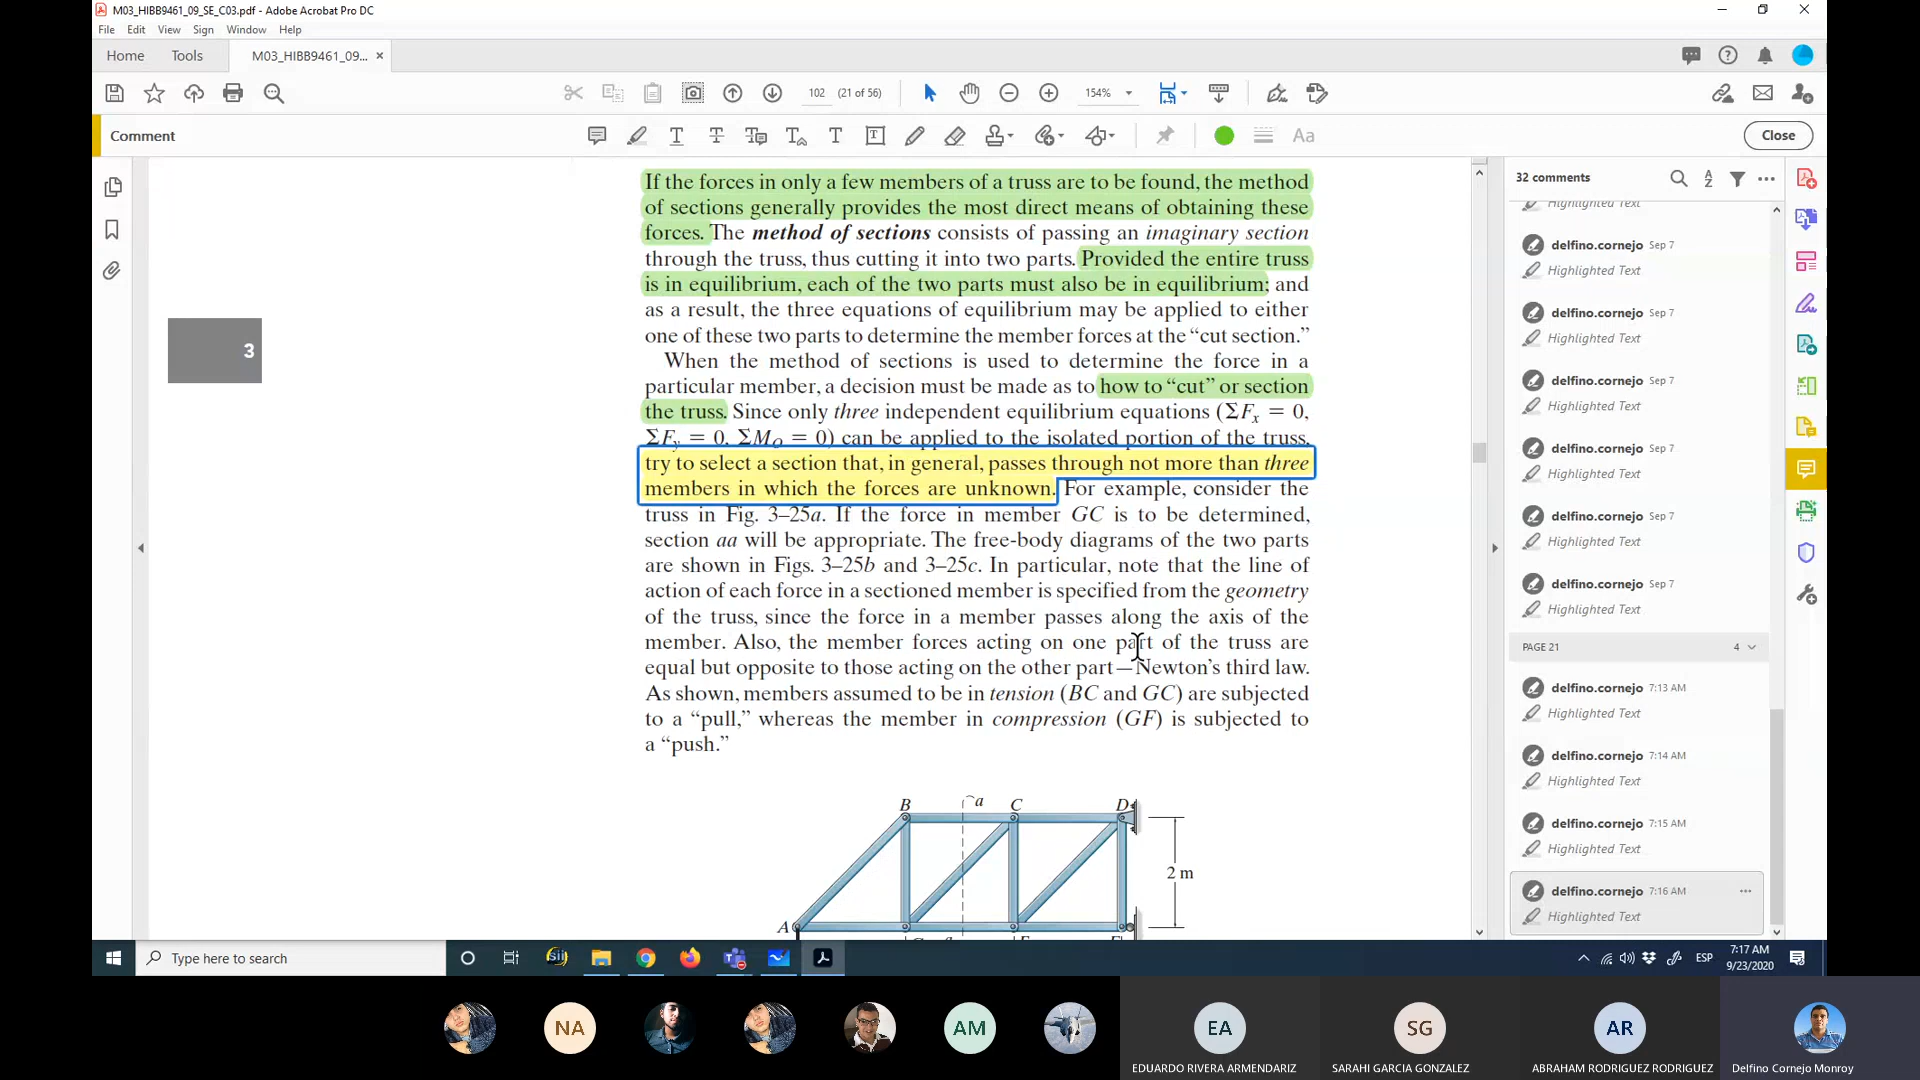 M03_HIBB9461_09_SE_C03.pdf - Adobe Acrobat Pro DC
File Edit View Sign Window Help
Home Tools M03_HIBB9461_09... ×
102 (21 of 56) 154%
Comment
Aa
Close
If the forces in only a few members of a truss are to be found, the method
of sections generally provides the most direct means of obtaining these
forces. The method of sections consists of passing an imaginary section
through the truss, thus cutting it into two parts. Provided the entire truss
is in equilibrium, each of the two parts must also be in equilibrium; and
as a result, the three equations of equilibrium may be applied to either
one of these two parts to determine the member forces at the “cut section.”
When the method of sections is used to determine the force in a
particular member, a decision must be made as to how to “cut” or section
the truss. Since only three independent equilibrium equations (ΣFx = 0,
ΣFy = 0, ΣMO = 0) can be applied to the isolated portion of the truss,
try to select a section that, in general, passes through not more than three
members in which the forces are unknown. For example, consider the
truss in Fig. 3–25a. If the force in member GC is to be determined,
section aa will be appropriate. The free-body diagrams of the two parts
are shown in Figs. 3–25b and 3–25c. In particular, note that the line of
action of each force in a sectioned member is specified from the geometry
of the truss, since the force in a member passes along the axis of the
member. Also, the member forces acting on one part of the truss are
equal but opposite to those acting on the other part—Newton’s third law.
As shown, members assumed to be in tension (BC and GC) are subjected
to a “pull,” whereas the member in compression (GF) is subjected to
a “push.”
3
B a C D
2 m
A
32 comments
Highlighted Text
delfino.cornejo Sep 7
Highlighted Text
delfino.cornejo Sep 7
Highlighted Text
delfino.cornejo Sep 7
Highlighted Text
delfino.cornejo Sep 7
Highlighted Text
delfino.cornejo Sep 7
Highlighted Text
delfino.cornejo Sep 7
Highlighted Text
PAGE 21 4
delfino.cornejo 7:13 AM
Highlighted Text
delfino.cornejo 7:14 AM
Highlighted Text
delfino.cornejo 7:15 AM
Highlighted Text
delfino.cornejo 7:16 AM
Highlighted Text
Type here to search
sii
ESP
7:17 AM
9/23/2020
NA
AM
EA
SG
AR
EDUARDO RIVERA ARMENDARIZ
SARAHI GARCIA GONZALEZ
ABRAHAM RODRIGUEZ RODRIGUEZ
Delfino Cornejo Monroy